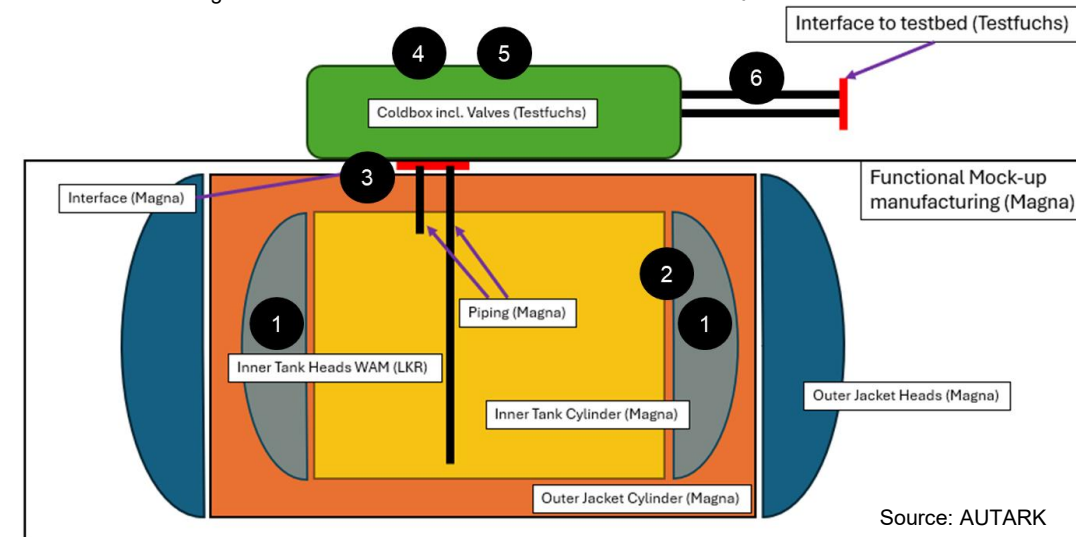 Interface to testbed (Testfuchs)
4
5
6
Coldbox incl. Valves (Testfuchs)
3
Interface (Magna)
Functional Mock-up
manufacturing (Magna)
2
Piping (Magna)
1
1
Inner Tank Heads WAM (LKR)
Outer Jacket Heads (Magna)
Inner Tank Cylinder (Magna)
Outer Jacket Cylinder (Magna)
Source: AUTARK